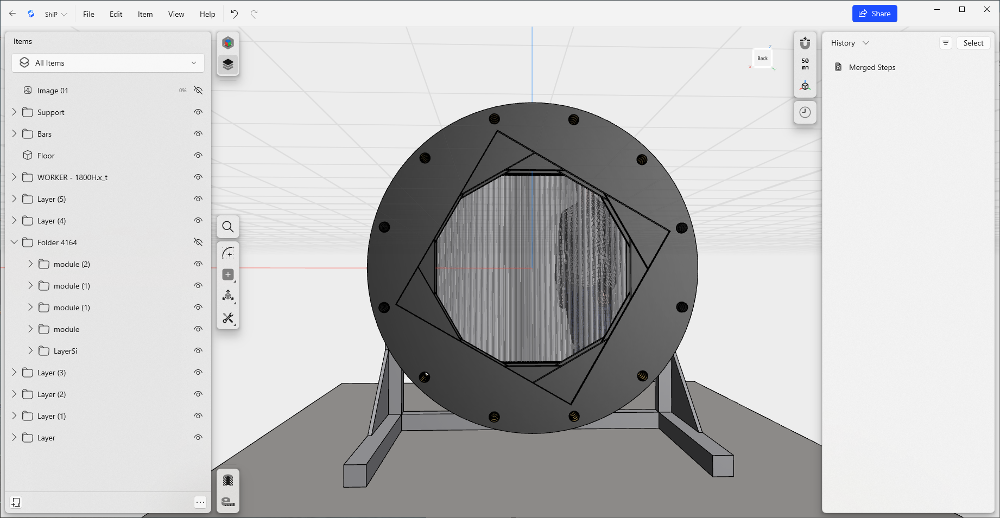 ShiP
File
Edit
Item
View
Help
Share
Items
All Items
Image 01
0%
Support
Bars
Floor
WORKER - 1800H.x_t
Layer (5)
Layer (4)
Folder 4164
module (2)
module (1)
module (1)
module
LayerSi
Layer (3)
Layer (2)
Layer (1)
Layer
Z
Back
X
Y
50
mm
History
Select
Merged Steps